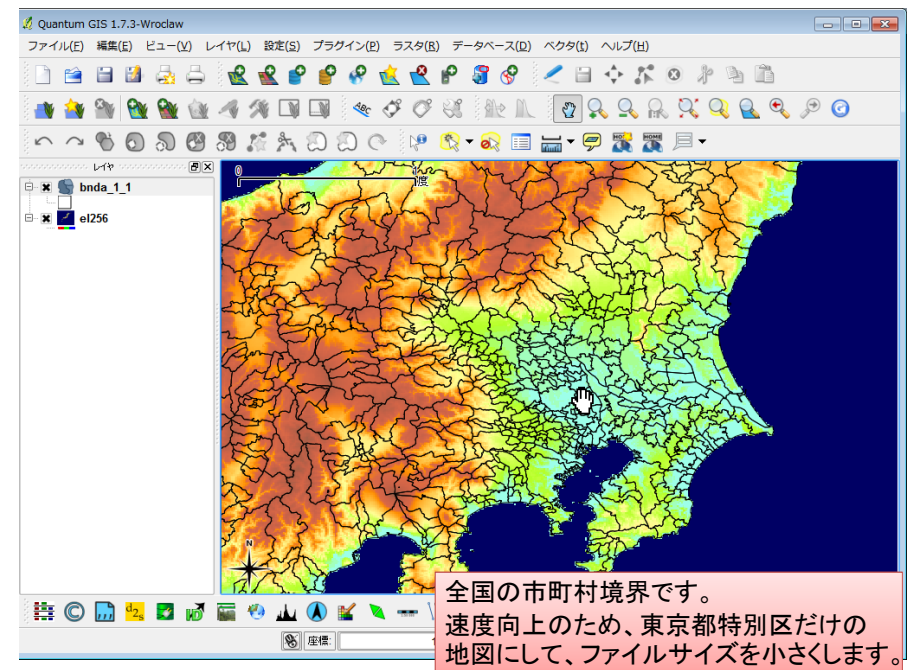 Quantum GIS 1.7.3-Wroclaw
ファイル(F) 編集(E) ビュー(V) レイヤ(L) 設定(S) プラグイン(P) ラスタ(R) データベース(D) ベクタ(t) ヘルプ(H)
レイヤ
bnda_1_1
el256
0 1
度
N
座標:
全国の市町村境界です。
速度向上のため、東京都特別区だけの
地図にして、ファイルサイズを小さくします。